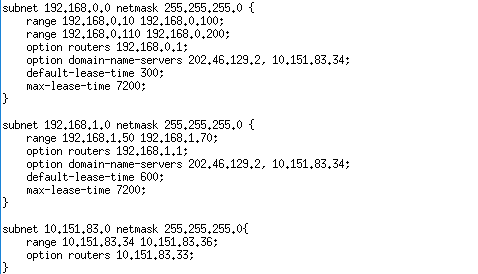 subnet 192.168.0.0 netmask 255.255.255.0 {
range 192.168.0.10 192.168.0.100;
range 192.168.0.110 192.168.0.200;
option routers 192.168.0.1;
option domain-name-servers 202.46.129.2, 10.151.83.34;
default-lease-time 300;
max-lease-time 7200;
}
subnet 192.168.1.0 netmask 255.255.255.0 {
range 192.168.1.50 192.168.1.70;
option routers 192.168.1.1;
option domain-name-servers 202.46.129.2, 10.151.83.34;
default-lease-time 600;
max-lease-time 7200;
}
subnet 10.151.83.0 netmask 255.255.255.0{
range 10.151.83.34 10.151.83.36;
option routers 10.151.83.33;
}